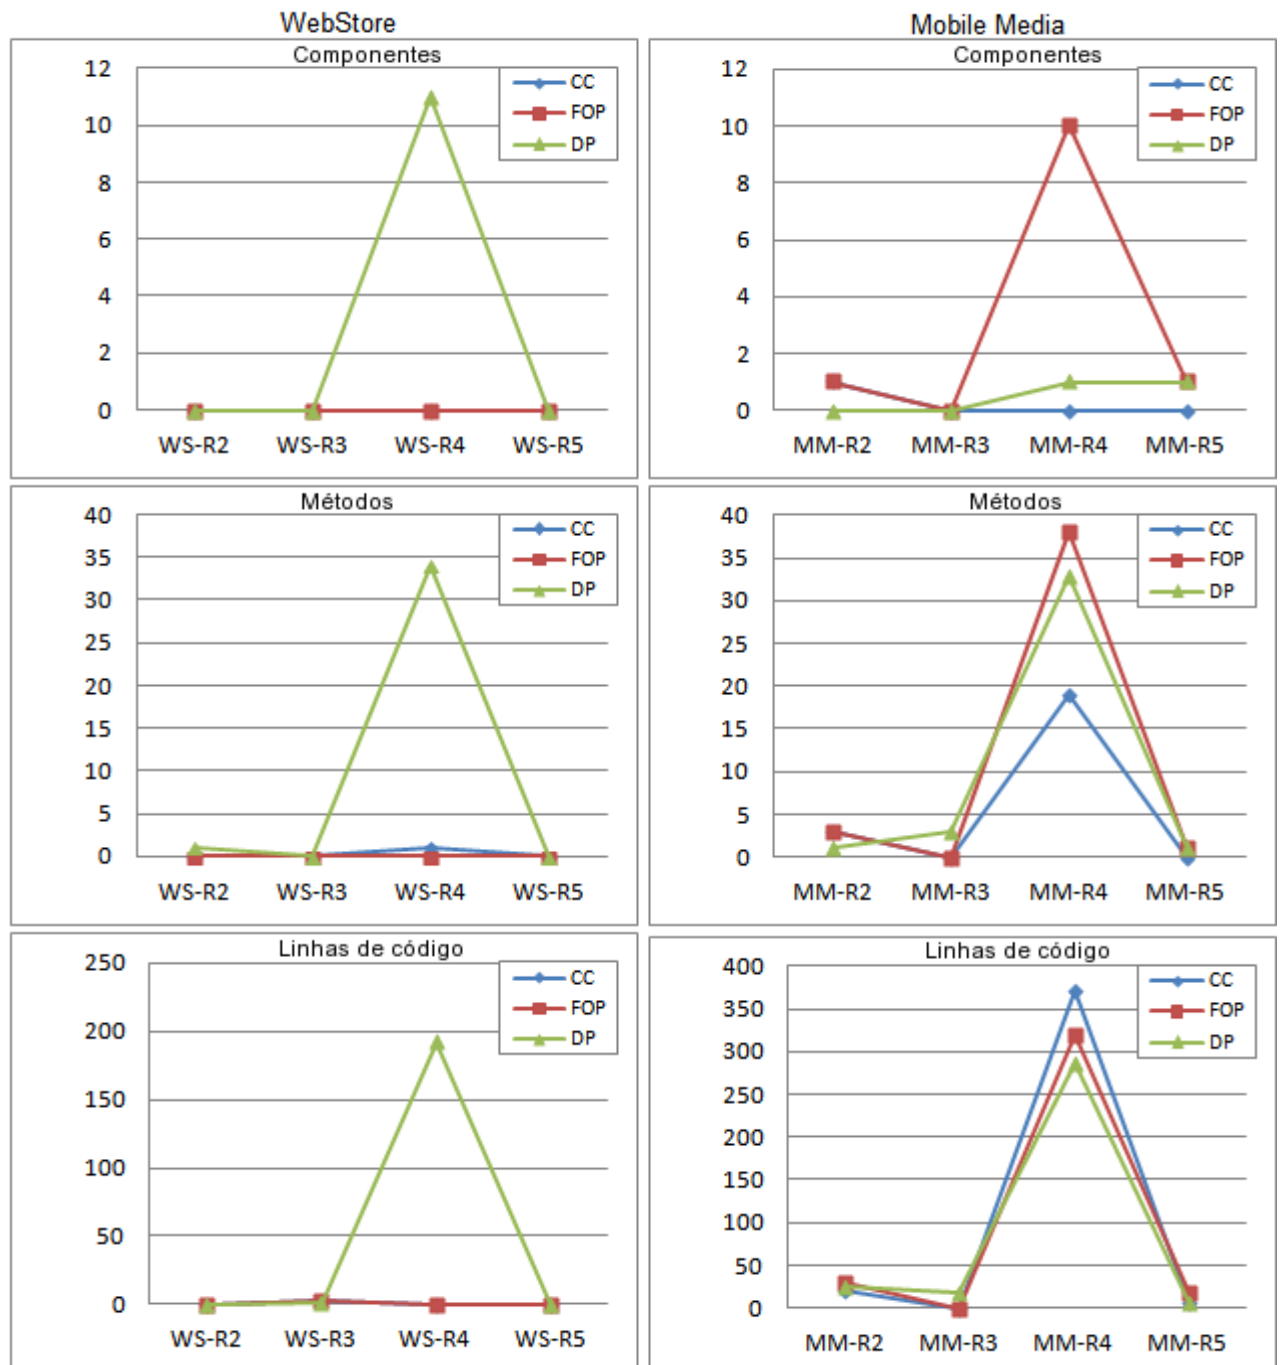 WebStore
Componentes
12
10
8
6
4
2
0
CC
FOP
DP
WS-R2 WS-R3 WS-R4 WS-R5
Mobile Media
Componentes
12
10
8
6
4
2
0
CC
FOP
DP
MM-R2 MM-R3 MM-R4 MM-R5
Métodos
40
35
30
25
20
15
10
5
0
CC
FOP
DP
WS-R2 WS-R3 WS-R4 WS-R5
Métodos
40
35
30
25
20
15
10
5
0
CC
FOP
DP
MM-R2 MM-R3 MM-R4 MM-R5
Linhas de código
250
200
150
100
50
0
CC
FOP
DP
WS-R2 WS-R3 WS-R4 WS-R5
Linhas de código
400
350
300
250
200
150
100
50
0
CC
FOP
DP
MM-R2 MM-R3 MM-R4 MM-R5